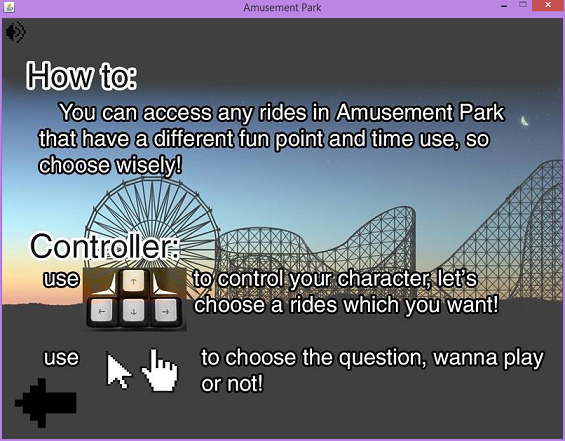 Amusement Park
How to:
You can access any rides in Amusement Park
that have a different fun point and time use, so
choose wisely!
Controller:
use ↑ ← ↓ → to control your character, let's
choose a rides which you want!
use to choose the question, wanna play
or not!